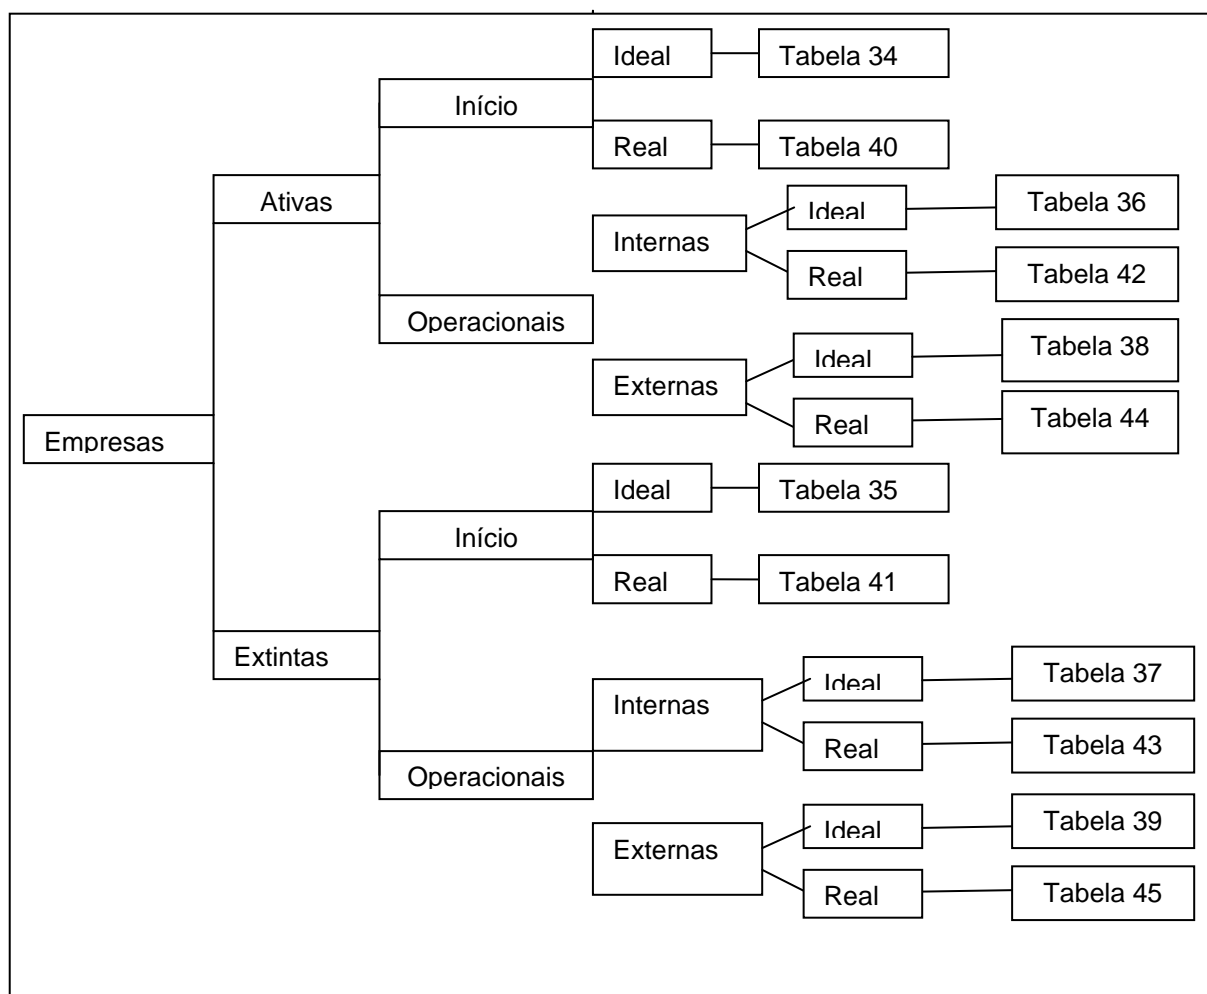 Ideal
Tabela 34
Início
Real
Tabela 40
Ativas
Ideal
Tabela 36
Internas
Real
Tabela 42
Operacionais
Ideal
Tabela 38
Externas
Real
Tabela 44
Empresas
Ideal
Tabela 35
Início
Real
Tabela 41
Extintas
Internas
Ideal
Tabela 37
Real
Tabela 43
Operacionais
Externas
Ideal
Tabela 39
Real
Tabela 45